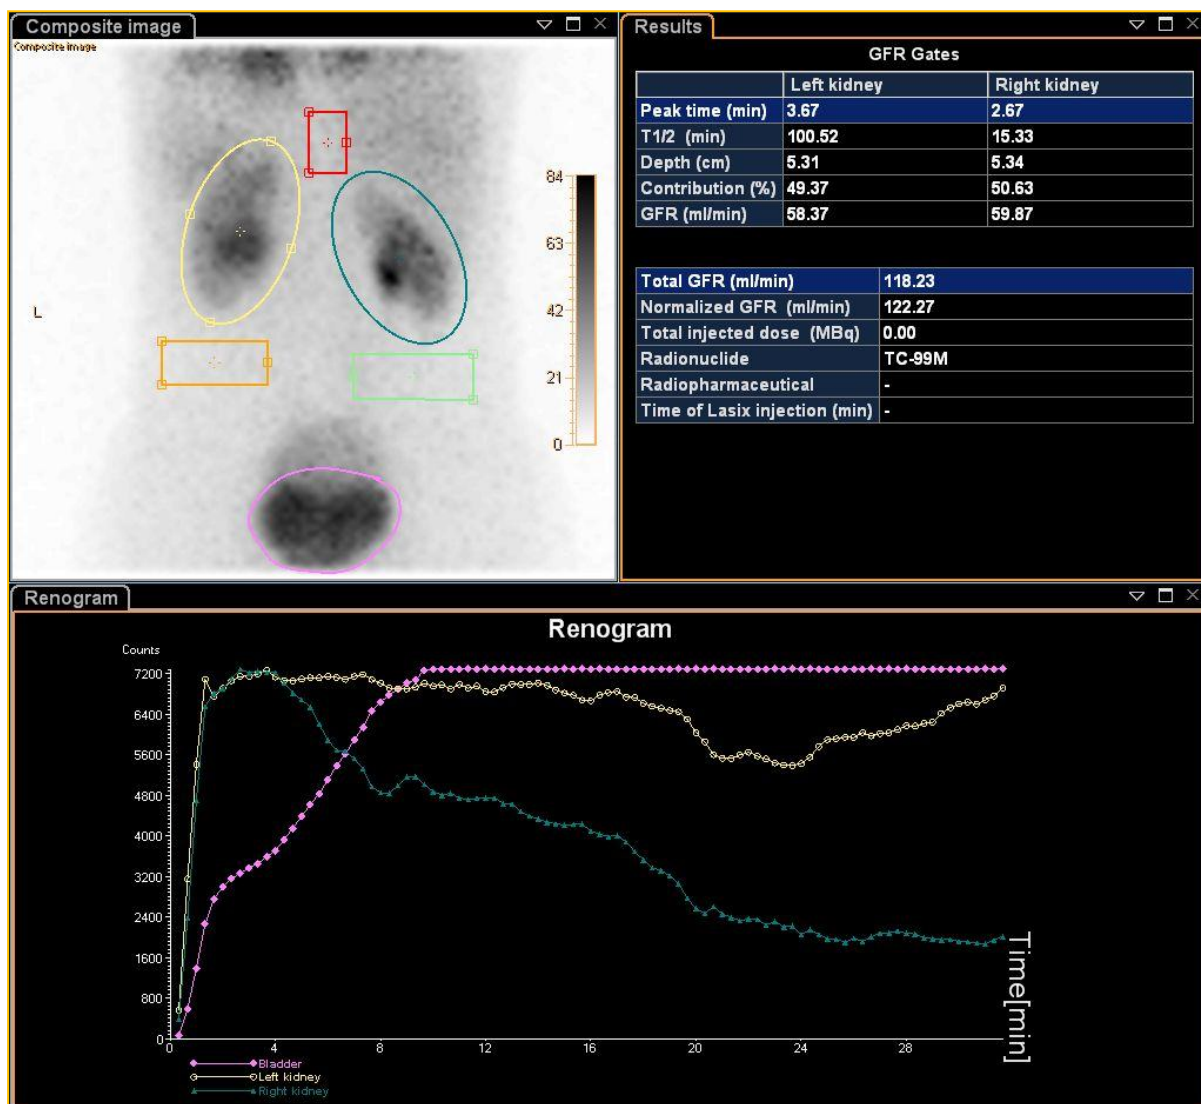 Composite image
Composite image
L
84
63
42
21
0
Results
GFR Gates
Left kidney Right kidney
Peak time (min) 3.67 2.67
T1/2 (min) 100.52 15.33
Depth (cm) 5.31 5.34
Contribution (%) 49.37 50.63
GFR (ml/min) 58.37 59.87
Total GFR (ml/min) 118.23
Normalized GFR (ml/min) 122.27
Total injected dose (MBq) 0.00
Radionuclide TC-99M
Radiopharmaceutical -
Time of Lasix injection (min) -
Renogram
Renogram
Counts
7200
6400
5600
4800
4000
3200
2400
1600
800
0
0 4 8 12 16 20 24 28
Time[min]
Bladder
Left kidney
Right kidney